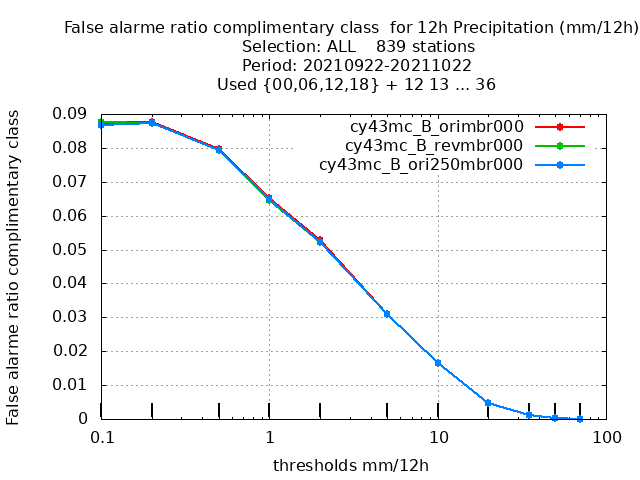 False alarme ratio complimentary class  for 12h Precipitation (mm/12h)
Selection: ALL    839 stations
Period: 20210922-20211022
Used {00,06,12,18} + 12 13 ... 36
False alarme ratio complimentary class
0.09
0.08
0.07
0.06
0.05
0.04
0.03
0.02
0.01
0
cy43mc_B_orimbr000
cy43mc_B_revmbr000
cy43mc_B_ori250mbr000
0.1
1
10
100
thresholds mm/12h